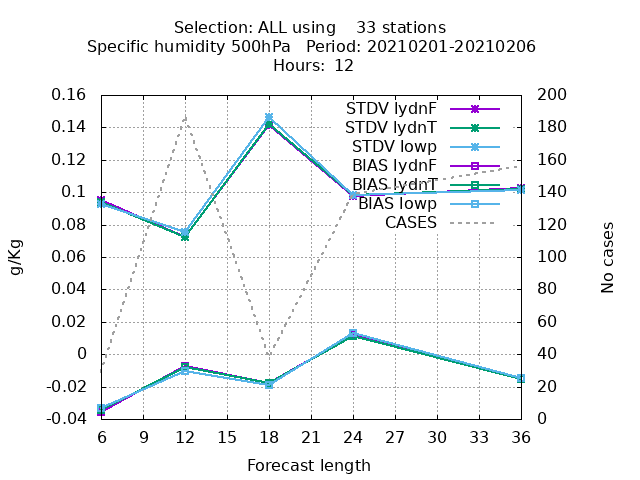 Selection: ALL using    33 stations
Specific humidity 500hPa   Period: 20210201-20210206
Hours:  12
0.16
0.14
0.12
0.1
0.08
0.06
0.04
0.02
0
-0.02
-0.04
g/Kg
STDV lydnF
STDV lydnT
STDV lowp
BIAS lydnF
BIAS lydnT
BIAS lowp
CASES
200
180
160
140
120
100
80
60
40
20
0
No cases
6 9 12 15 18 21 24 27 30 33 36
Forecast length